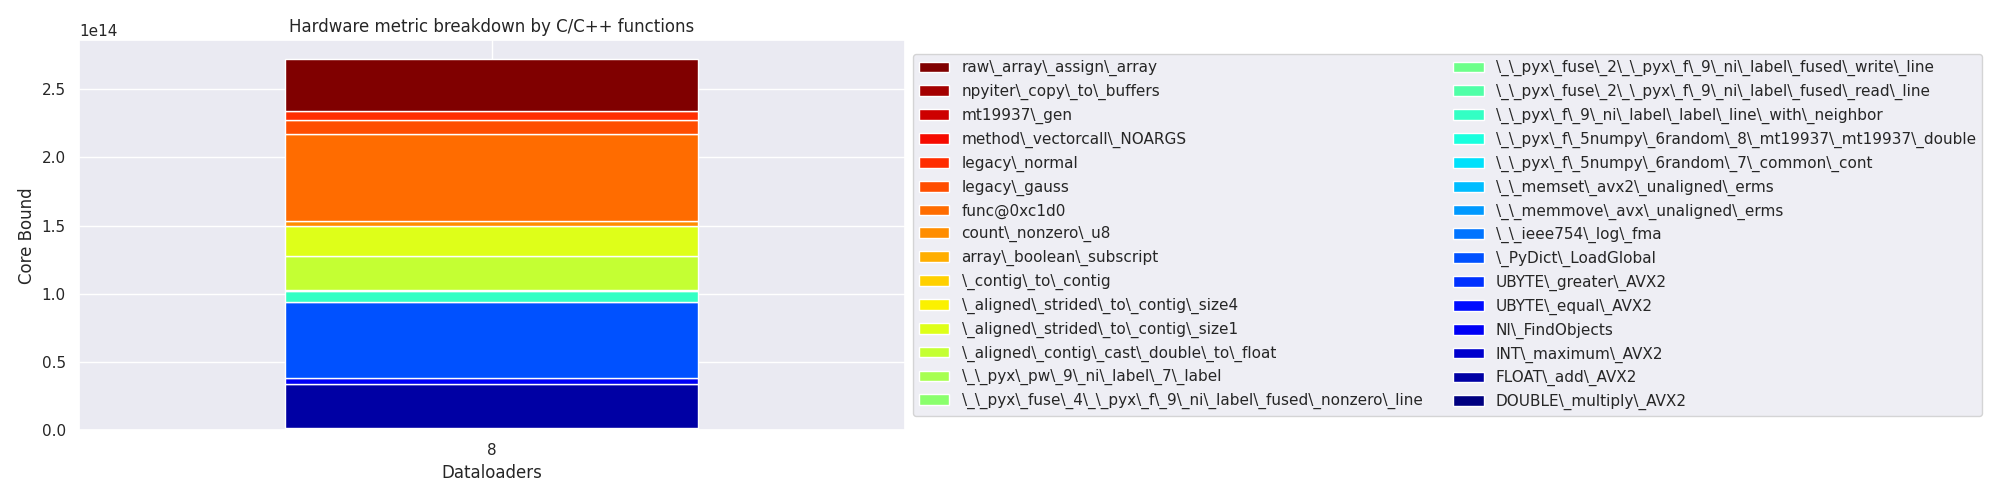 Hardware metric breakdown by C/C++ functions
1e14
2.5
2.0
1.5
1.0
0.5
0.0
Core Bound
8
Dataloaders
raw\_array\_assign\_array
npyiter\_copy\_to\_buffers
mt19937\_gen
method\_vectorcall\_NOARGS
legacy\_normal
legacy\_gauss
func@0xc1d0
count\_nonzero\_u8
array\_boolean\_subscript
\_contig\_to\_contig
\_aligned\_strided\_to\_contig\_size4
\_aligned\_strided\_to\_contig\_size1
\_aligned\_contig\_cast\_double\_to\_float
\_\_pyx\_pw\_9\_ni\_label\_7\_label
\_\_pyx\_fuse\_4\_\_pyx\_f\_9\_ni\_label\_fused\_nonzero\_line
\_\_pyx\_fuse\_2\_\_pyx\_f\_9\_ni\_label\_fused\_write\_line
\_\_pyx\_fuse\_2\_\_pyx\_f\_9\_ni\_label\_fused\_read\_line
\_\_pyx\_f\_9\_ni\_label\_label\_line\_with\_neighbor
\_\_pyx\_f\_5numpy\_6random\_8\_mt19937\_mt19937\_double
\_\_pyx\_f\_5numpy\_6random\_7\_common\_cont
\_\_memset\_avx2\_unaligned\_erms
\_\_memmove\_avx\_unaligned\_erms
\_\_ieee754\_log\_fma
\_PyDict\_LoadGlobal
UBYTE\_greater\_AVX2
UBYTE\_equal\_AVX2
NI\_FindObjects
INT\_maximum\_AVX2
FLOAT\_add\_AVX2
DOUBLE\_multiply\_AVX2